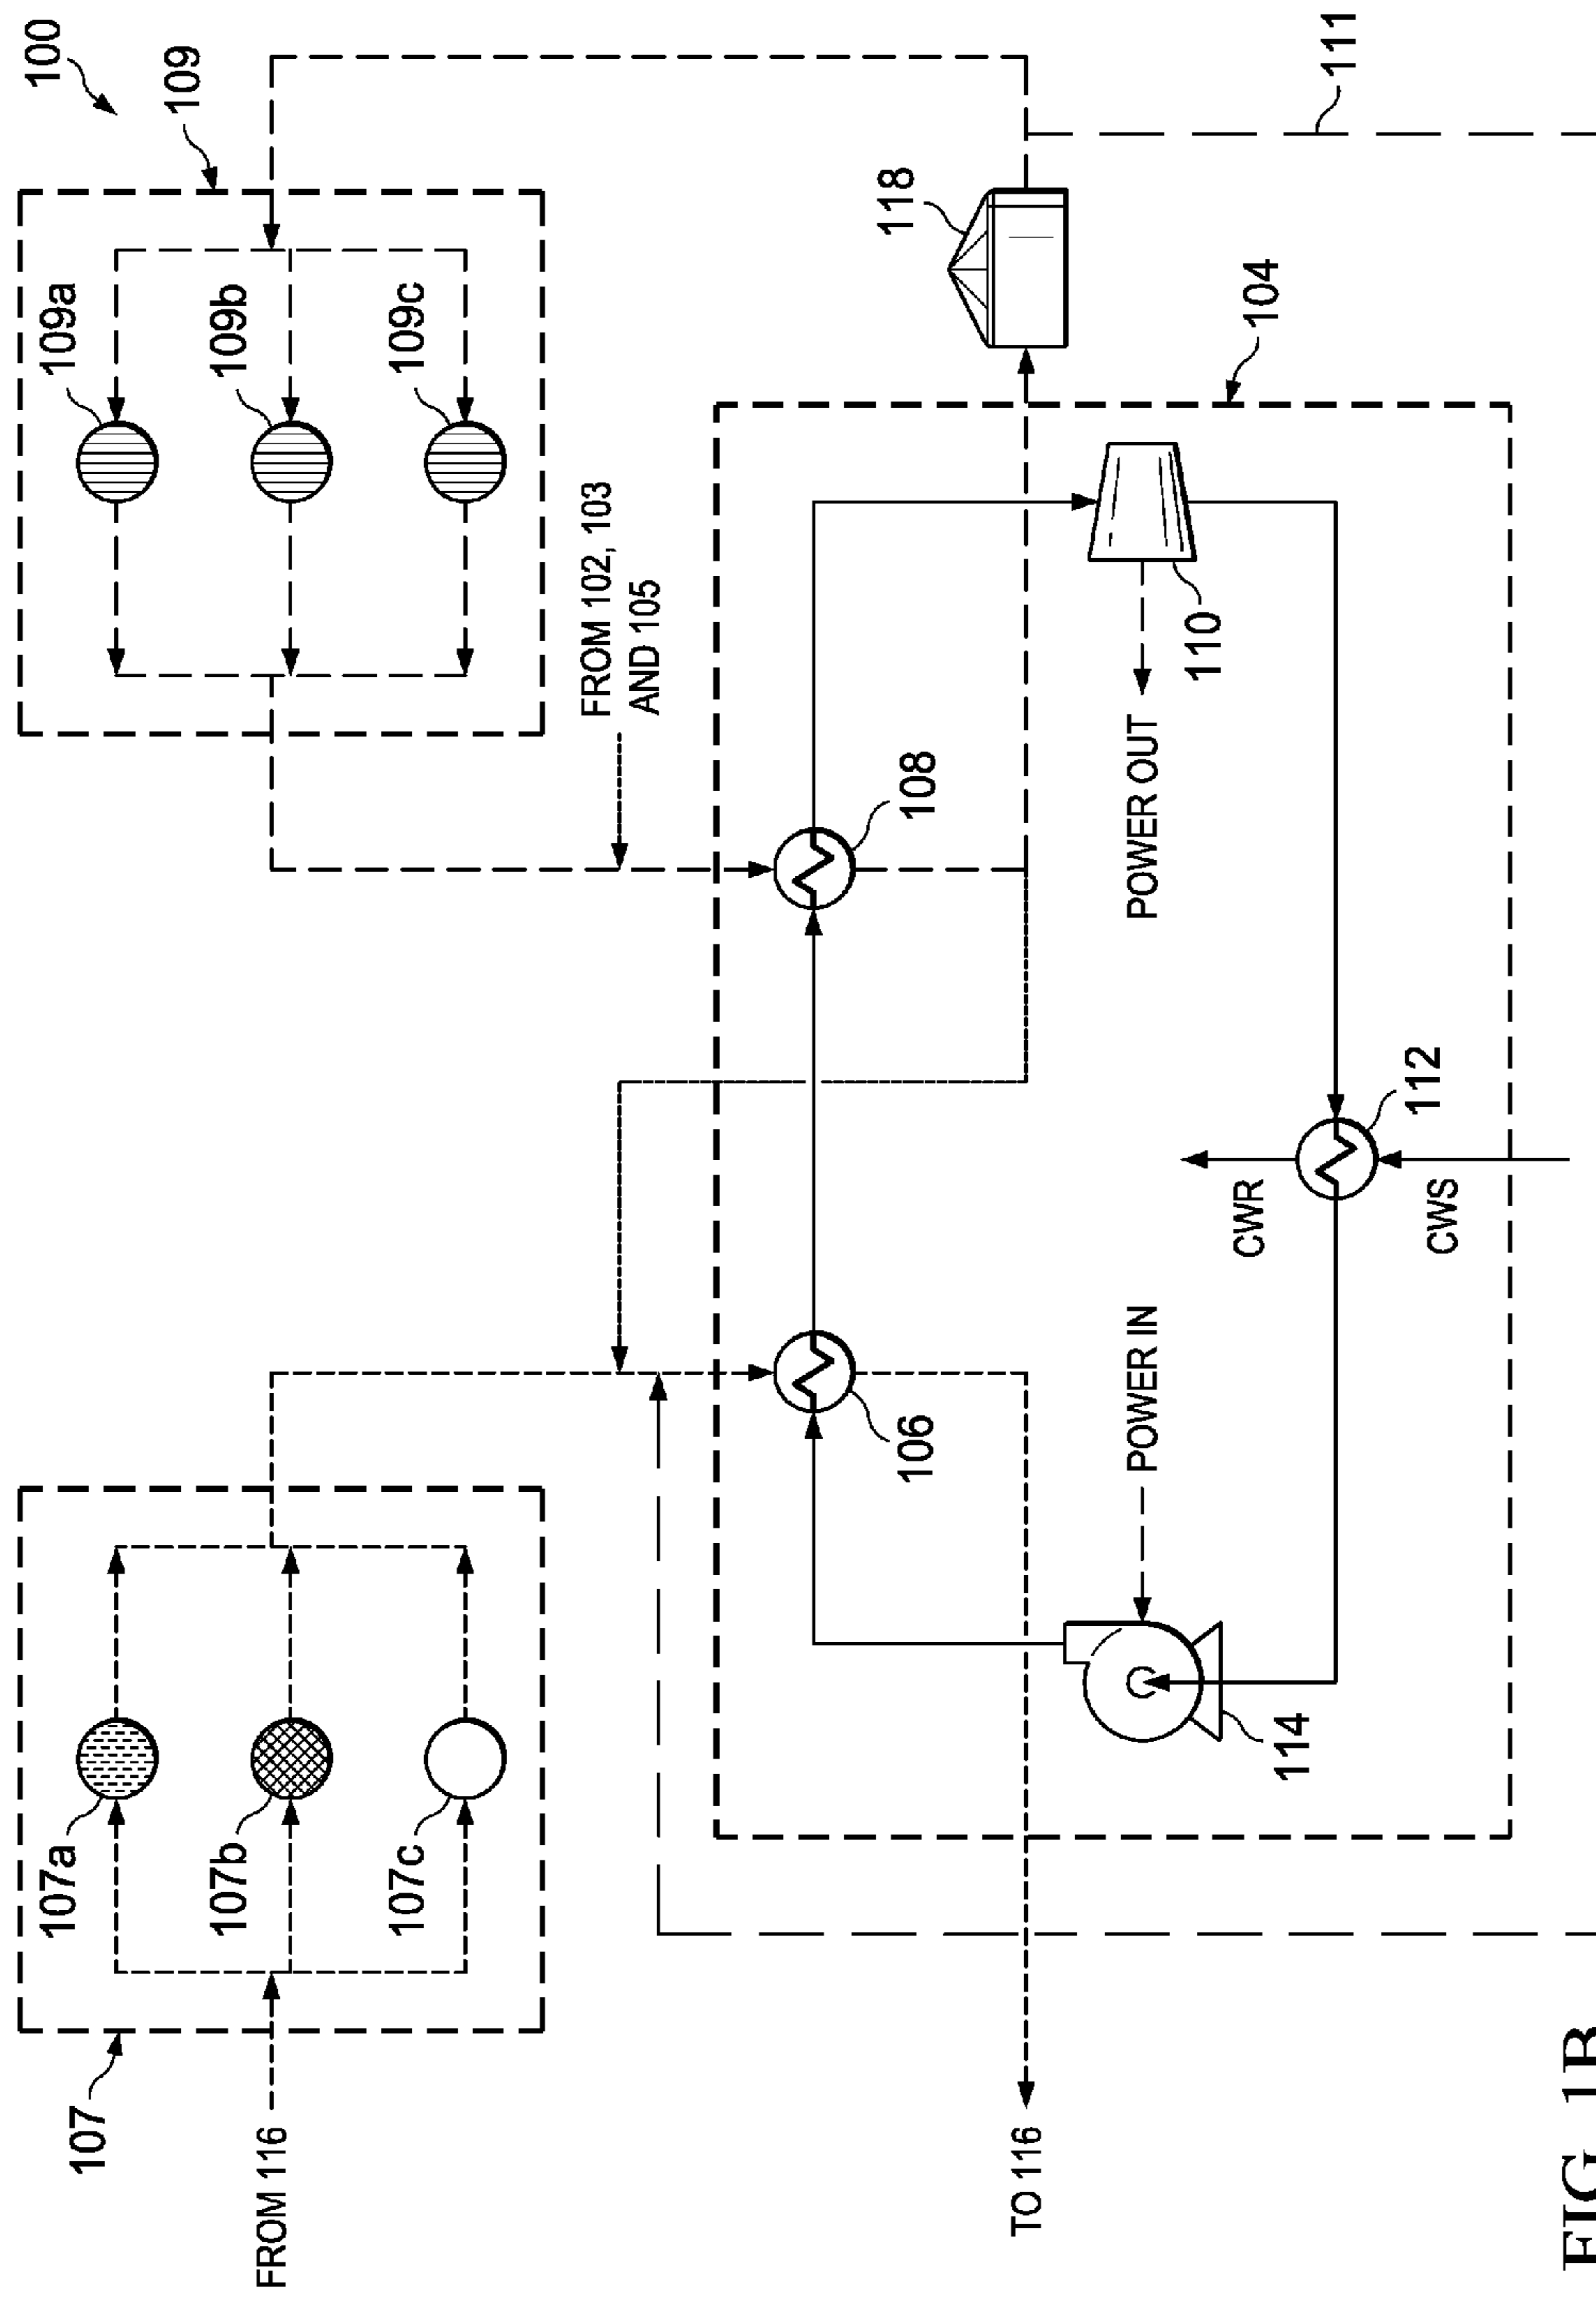 100
109
109a
109b
109c
FROM 102, 103
AND 105
111
118
104
108
110
POWER OUT
112
CWR
CWS
106
POWER IN
114
107
107a
107b
107c
FROM 116
TO 116
FIG. 1B